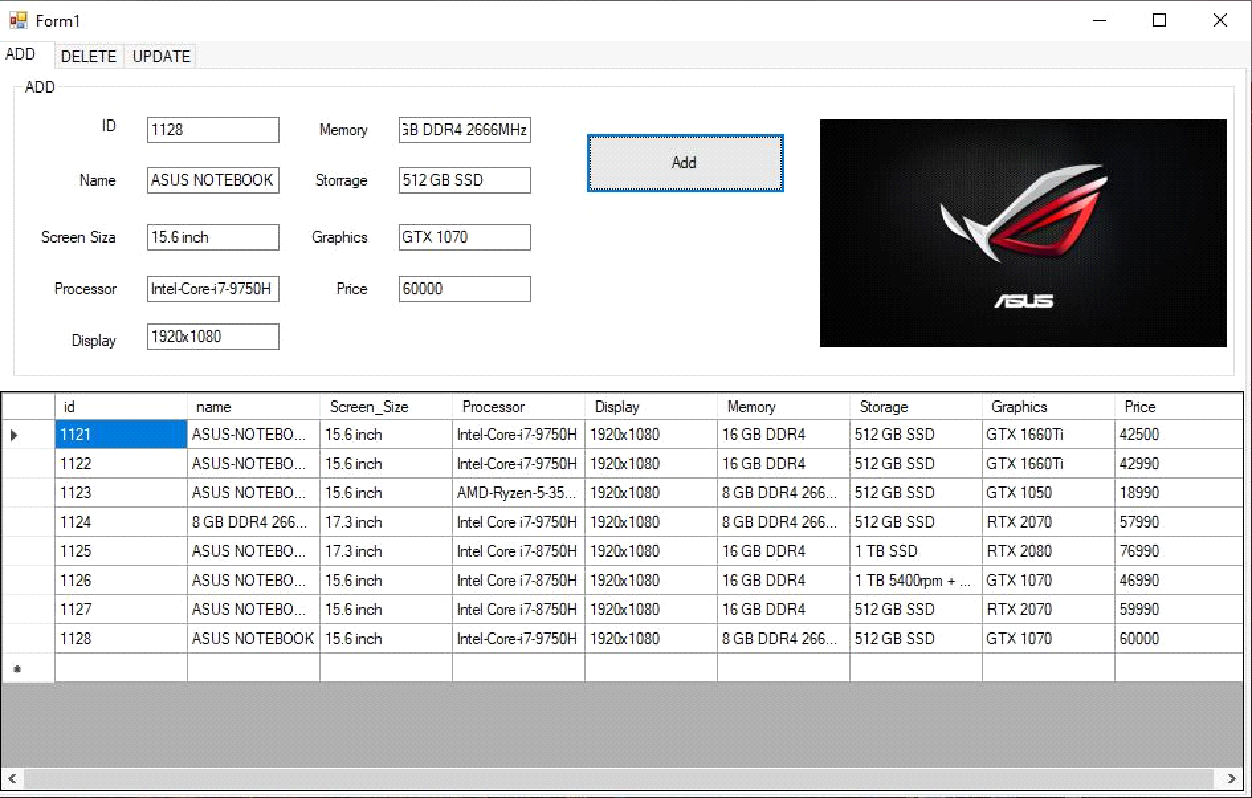 Form1
ADD DELETE UPDATE
ADD
ID 1128 Memory GB DDR4 2666MHz Add
Name ASUS NOTEBOOK Storrage 512 GB SSD
Screen Siza 15.6 inch Graphics GTX 1070
Processor Intel-Core-i7-9750H Price 60000
ASUS
Display 1920x1080
id name Screen_Size Processor Display Memory Storage Graphics Price
1121 ASUS-NOTEBO... 15.6 inch Intel-Core-i7-9750H 1920x1080 16 GB DDR4 512 GB SSD GTX 1660Ti 42500
1122 ASUS-NOTEBO... 15.6 inch Intel-Core-i7-9750H 1920x1080 16 GB DDR4 512 GB SSD GTX 1660Ti 42990
1123 ASUS NOTEBO... 15.6 inch AMD-Ryzen-5-35... 1920x1080 8 GB DDR4 266... 512 GB SSD GTX 1050 18990
1124 8 GB DDR4 266... 17.3 inch Intel Core i7-9750H 1920x1080 8 GB DDR4 266... 512 GB SSD RTX 2070 57990
1125 ASUS NOTEBO... 17.3 inch Intel Core i7-8750H 1920x1080 16 GB DDR4 1 TB SSD RTX 2080 76990
1126 ASUS NOTEBO... 15.6 inch Intel Core i7-8750H 1920x1080 16 GB DDR4 1 TB 5400rpm + ... GTX 1070 46990
1127 ASUS NOTEBO... 15.6 inch Intel Core i7-8750H 1920x1080 16 GB DDR4 512 GB SSD RTX 2070 59990
1128 ASUS NOTEBOOK 15.6 inch Intel-Core-i7-9750H 1920x1080 8 GB DDR4 266... 512 GB SSD GTX 1070 60000